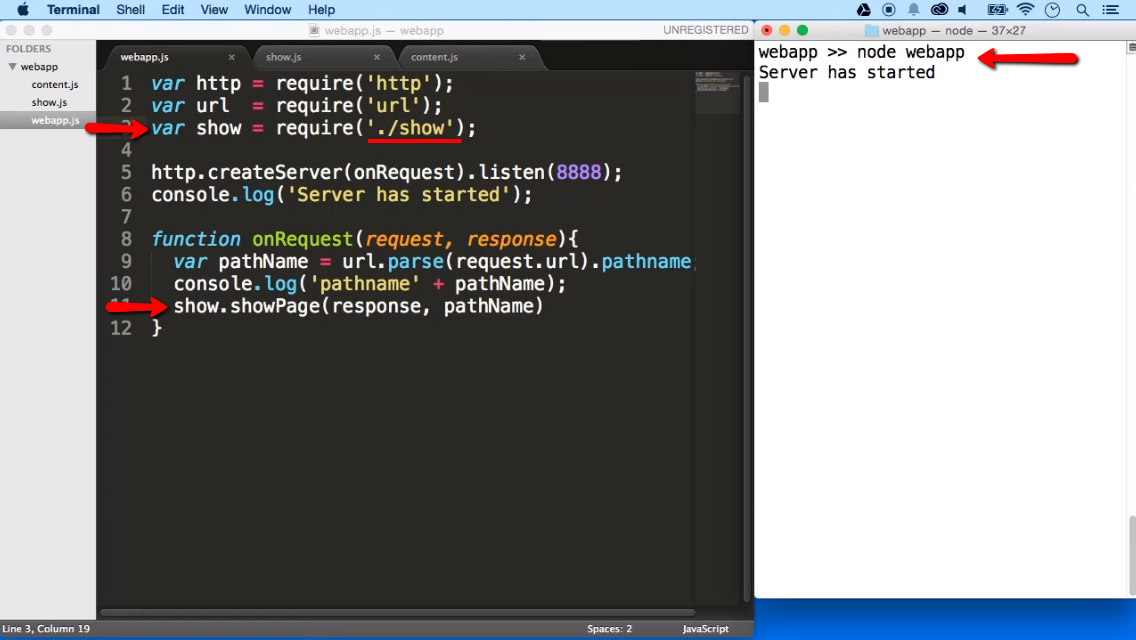 Terminal Shell Edit View Window Help
webapp.js — webapp
UNREGISTERED
webapp — node — 37×27
FOLDERS
webapp
content.js
show.js
webapp.js
webapp.js × show.js × content.js ×
1 var http = require('http');
2 var url  = require('url');
3 var show = require('./show');
4
5 http.createServer(onRequest).listen(8888);
6 console.log('Server has started');
7
8 function onRequest(request, response){
9   var pathName = url.parse(request.url).pathname;
10   console.log('pathname' + pathName);
11   show.showPage(response, pathName)
12 }
webapp >> node webapp
Server has started
Line 3, Column 19
Spaces: 2
JavaScript